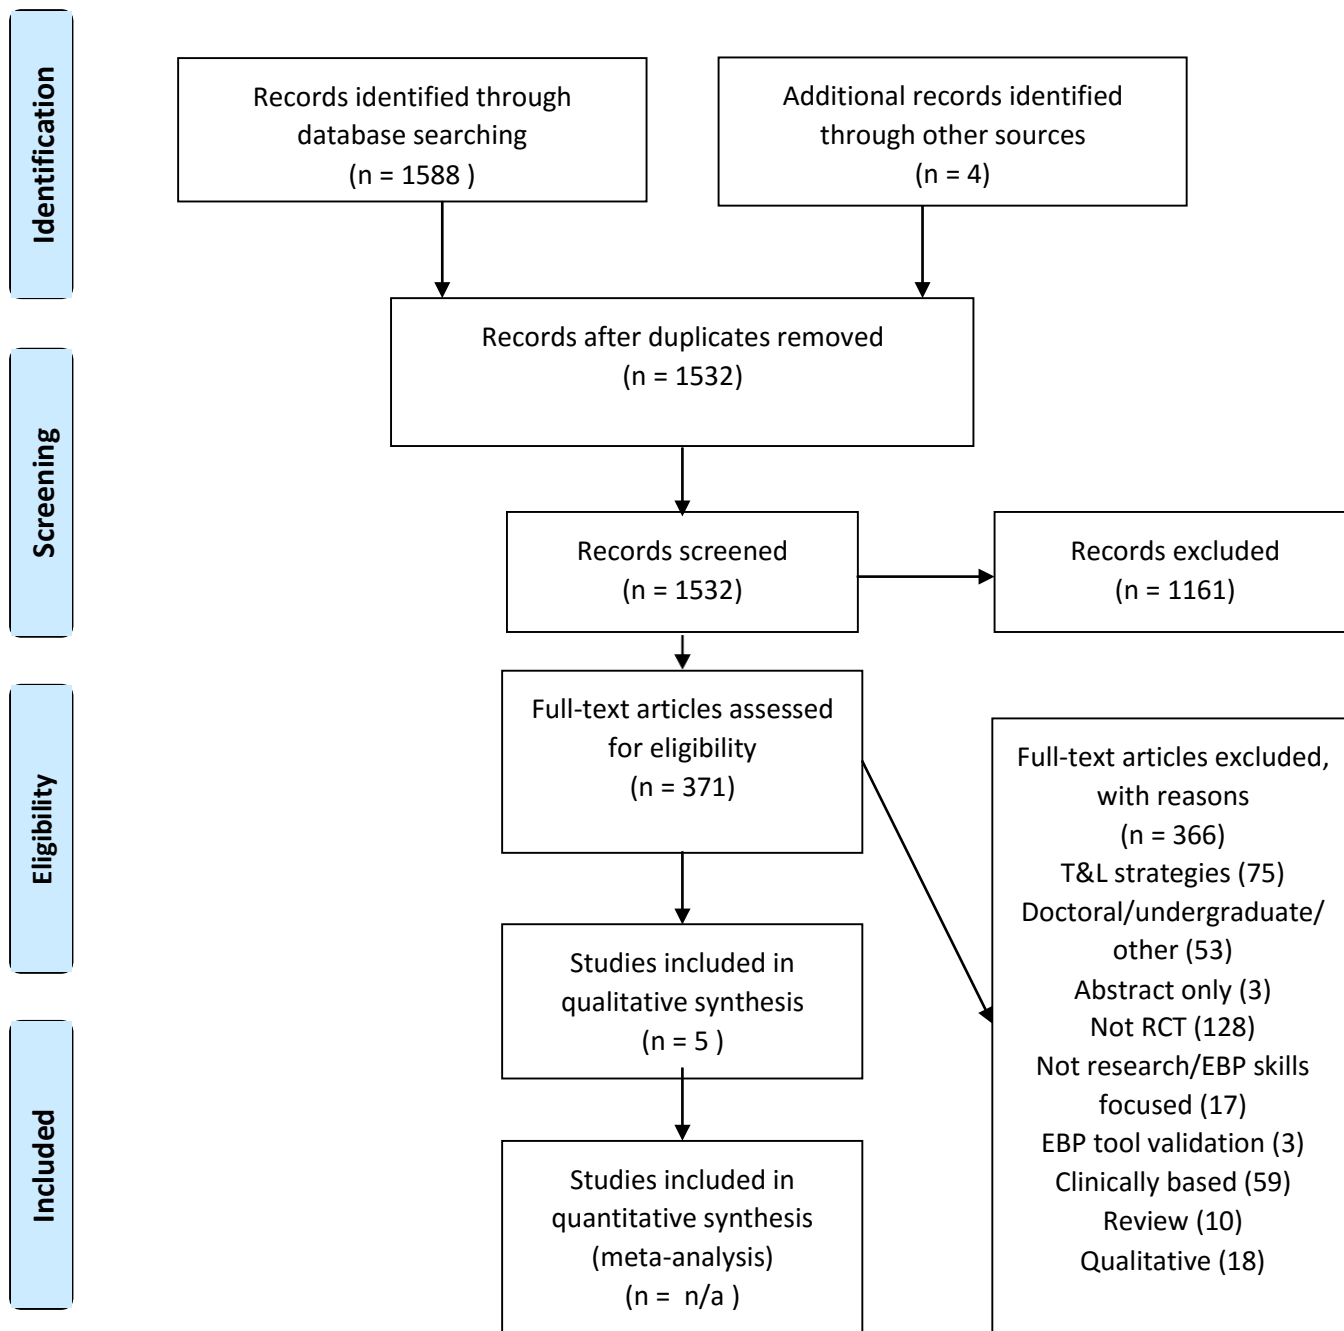 Identification
Records identified through
database searching
(n = 1588 )
Additional records identified
through other sources
(n = 4)
Records after duplicates removed
(n = 1532)
Screening
Records screened
(n = 1532)
Records excluded
(n = 1161)
Eligibility
Full-text articles assessed
for eligibility
(n = 371)
Full-text articles excluded,
with reasons
(n = 366)
T&L strategies (75)
Doctoral/undergraduate/
other (53)
Abstract only (3)
Not RCT (128)
Not research/EBP skills
focused (17)
EBP tool validation (3)
Clinically based (59)
Review (10)
Qualitative (18)
Studies included in
qualitative synthesis
(n = 5 )
Included
Studies included in
quantitative synthesis
(meta-analysis)
(n = n/a )